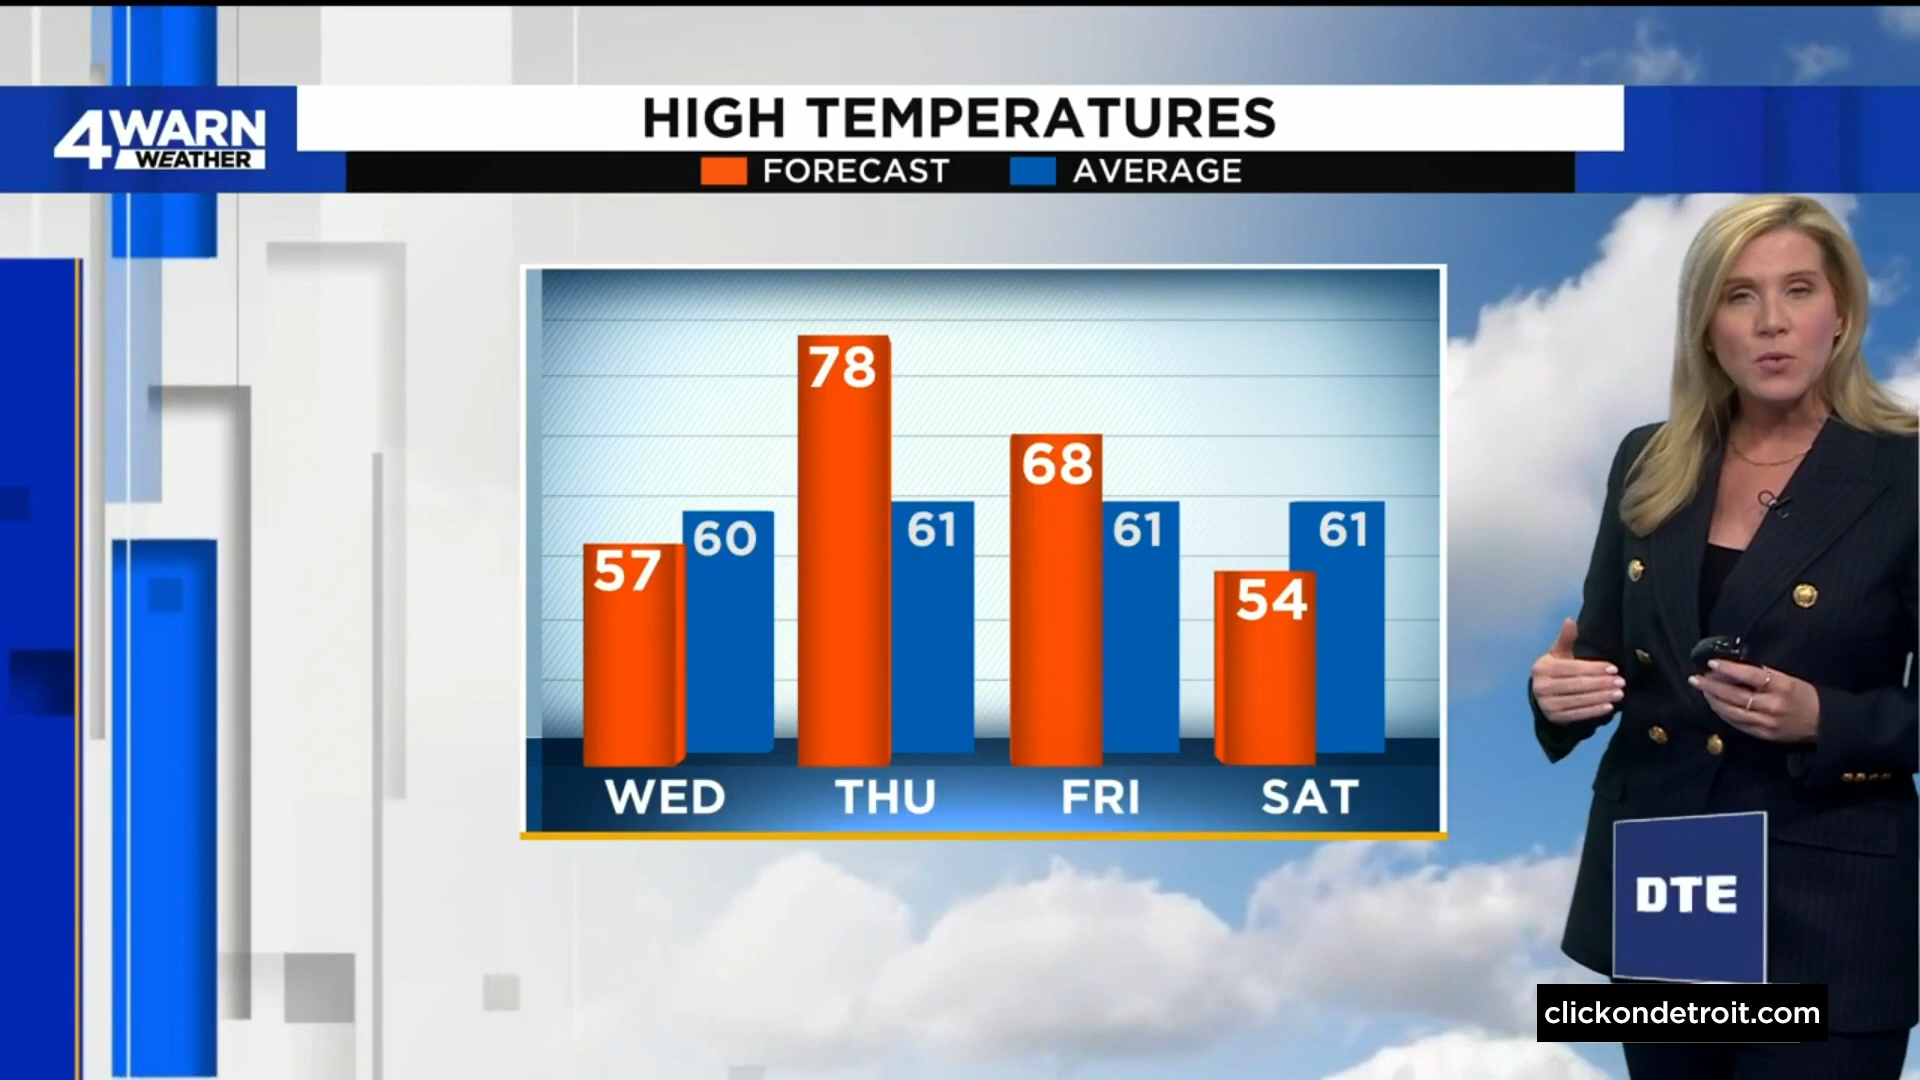 4WARN
WEATHER
HIGH TEMPERATURES
FORECAST AVERAGE
57 60 78 61 68 61 54 61
WED THU FRI SAT
DTE
clickondetroit.com